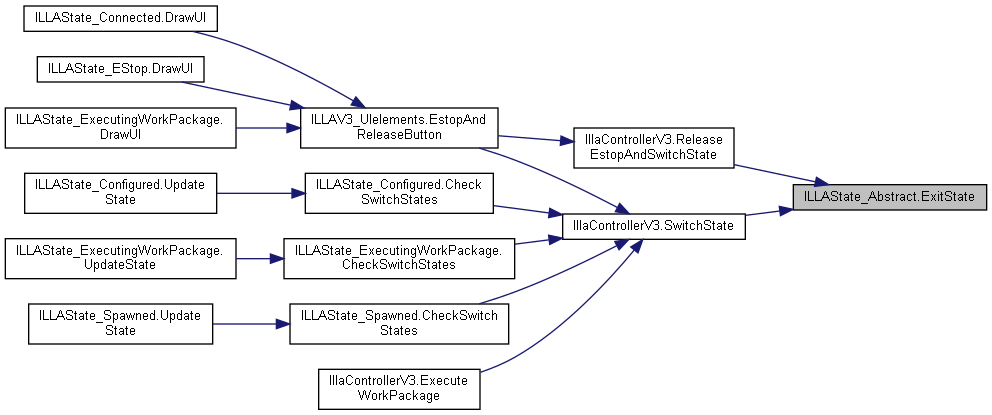 ILLAState_Connected.DrawUI
ILLAState_EStop.DrawUI
ILLAState_ExecutingWorkPackage.
DrawUI
ILLAV3_UIelements.EstopAnd
ReleaseButton
IllaControllerV3.Release
EstopAndSwitchState
ILLAState_Configured.Update
State
ILLAState_Configured.Check
SwitchStates
ILLAState_Abstract.ExitState
IllaControllerV3.SwitchState
ILLAState_ExecutingWorkPackage.
UpdateState
ILLAState_ExecutingWorkPackage.
CheckSwitchStates
ILLAState_Spawned.Update
State
ILLAState_Spawned.CheckSwitch
States
IllaControllerV3.Execute
WorkPackage